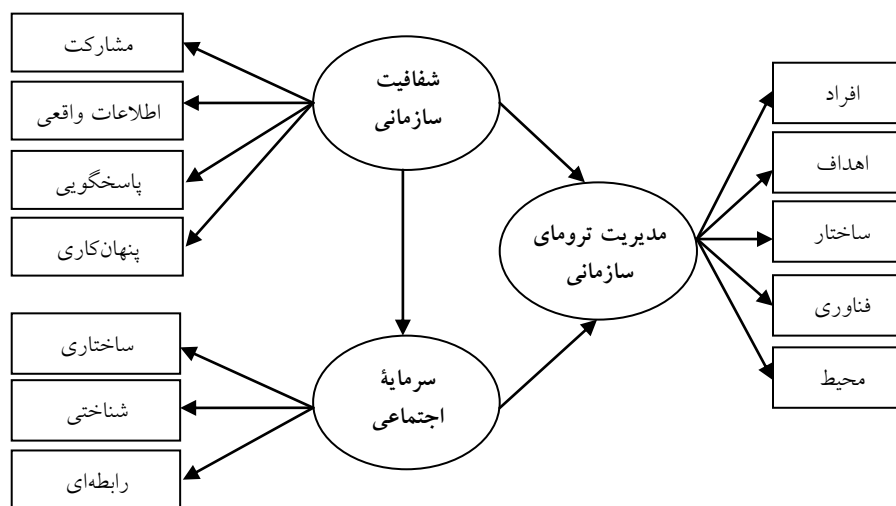 مشارکت
اطلاعات واقعی
پاسخگویی
پنهان‌کاری
شفافیت
سازمانی
افراد
اهداف
ساختار
فناوری
محیط
مدیریت ترومای
سازمانی
ساختاری
شناختی
رابطه‌ای
سرمایۀ
اجتماعی